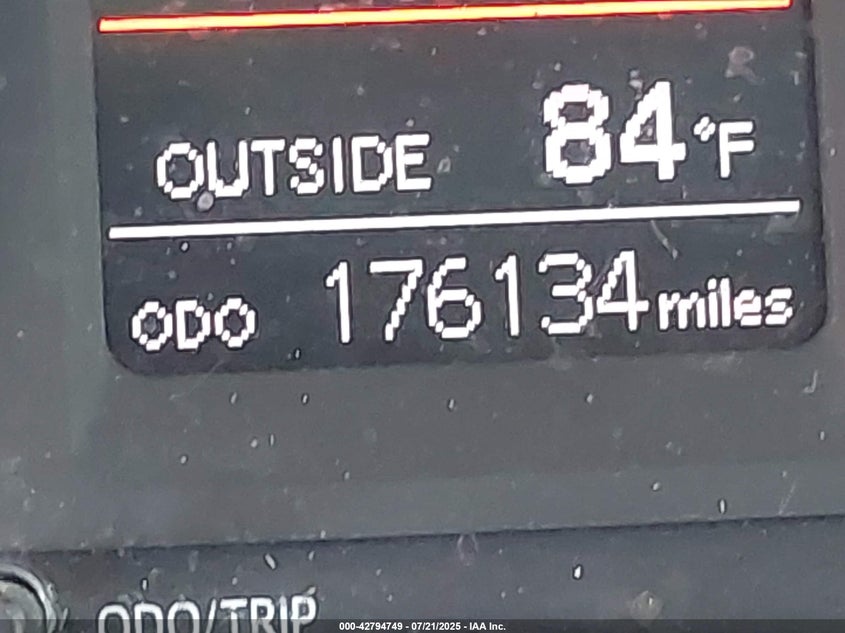 OUTSIDE 84°F
ODO 176134 miles
ODO/TRIP
000-42794749 - 07/21/2025 - IAA Inc.